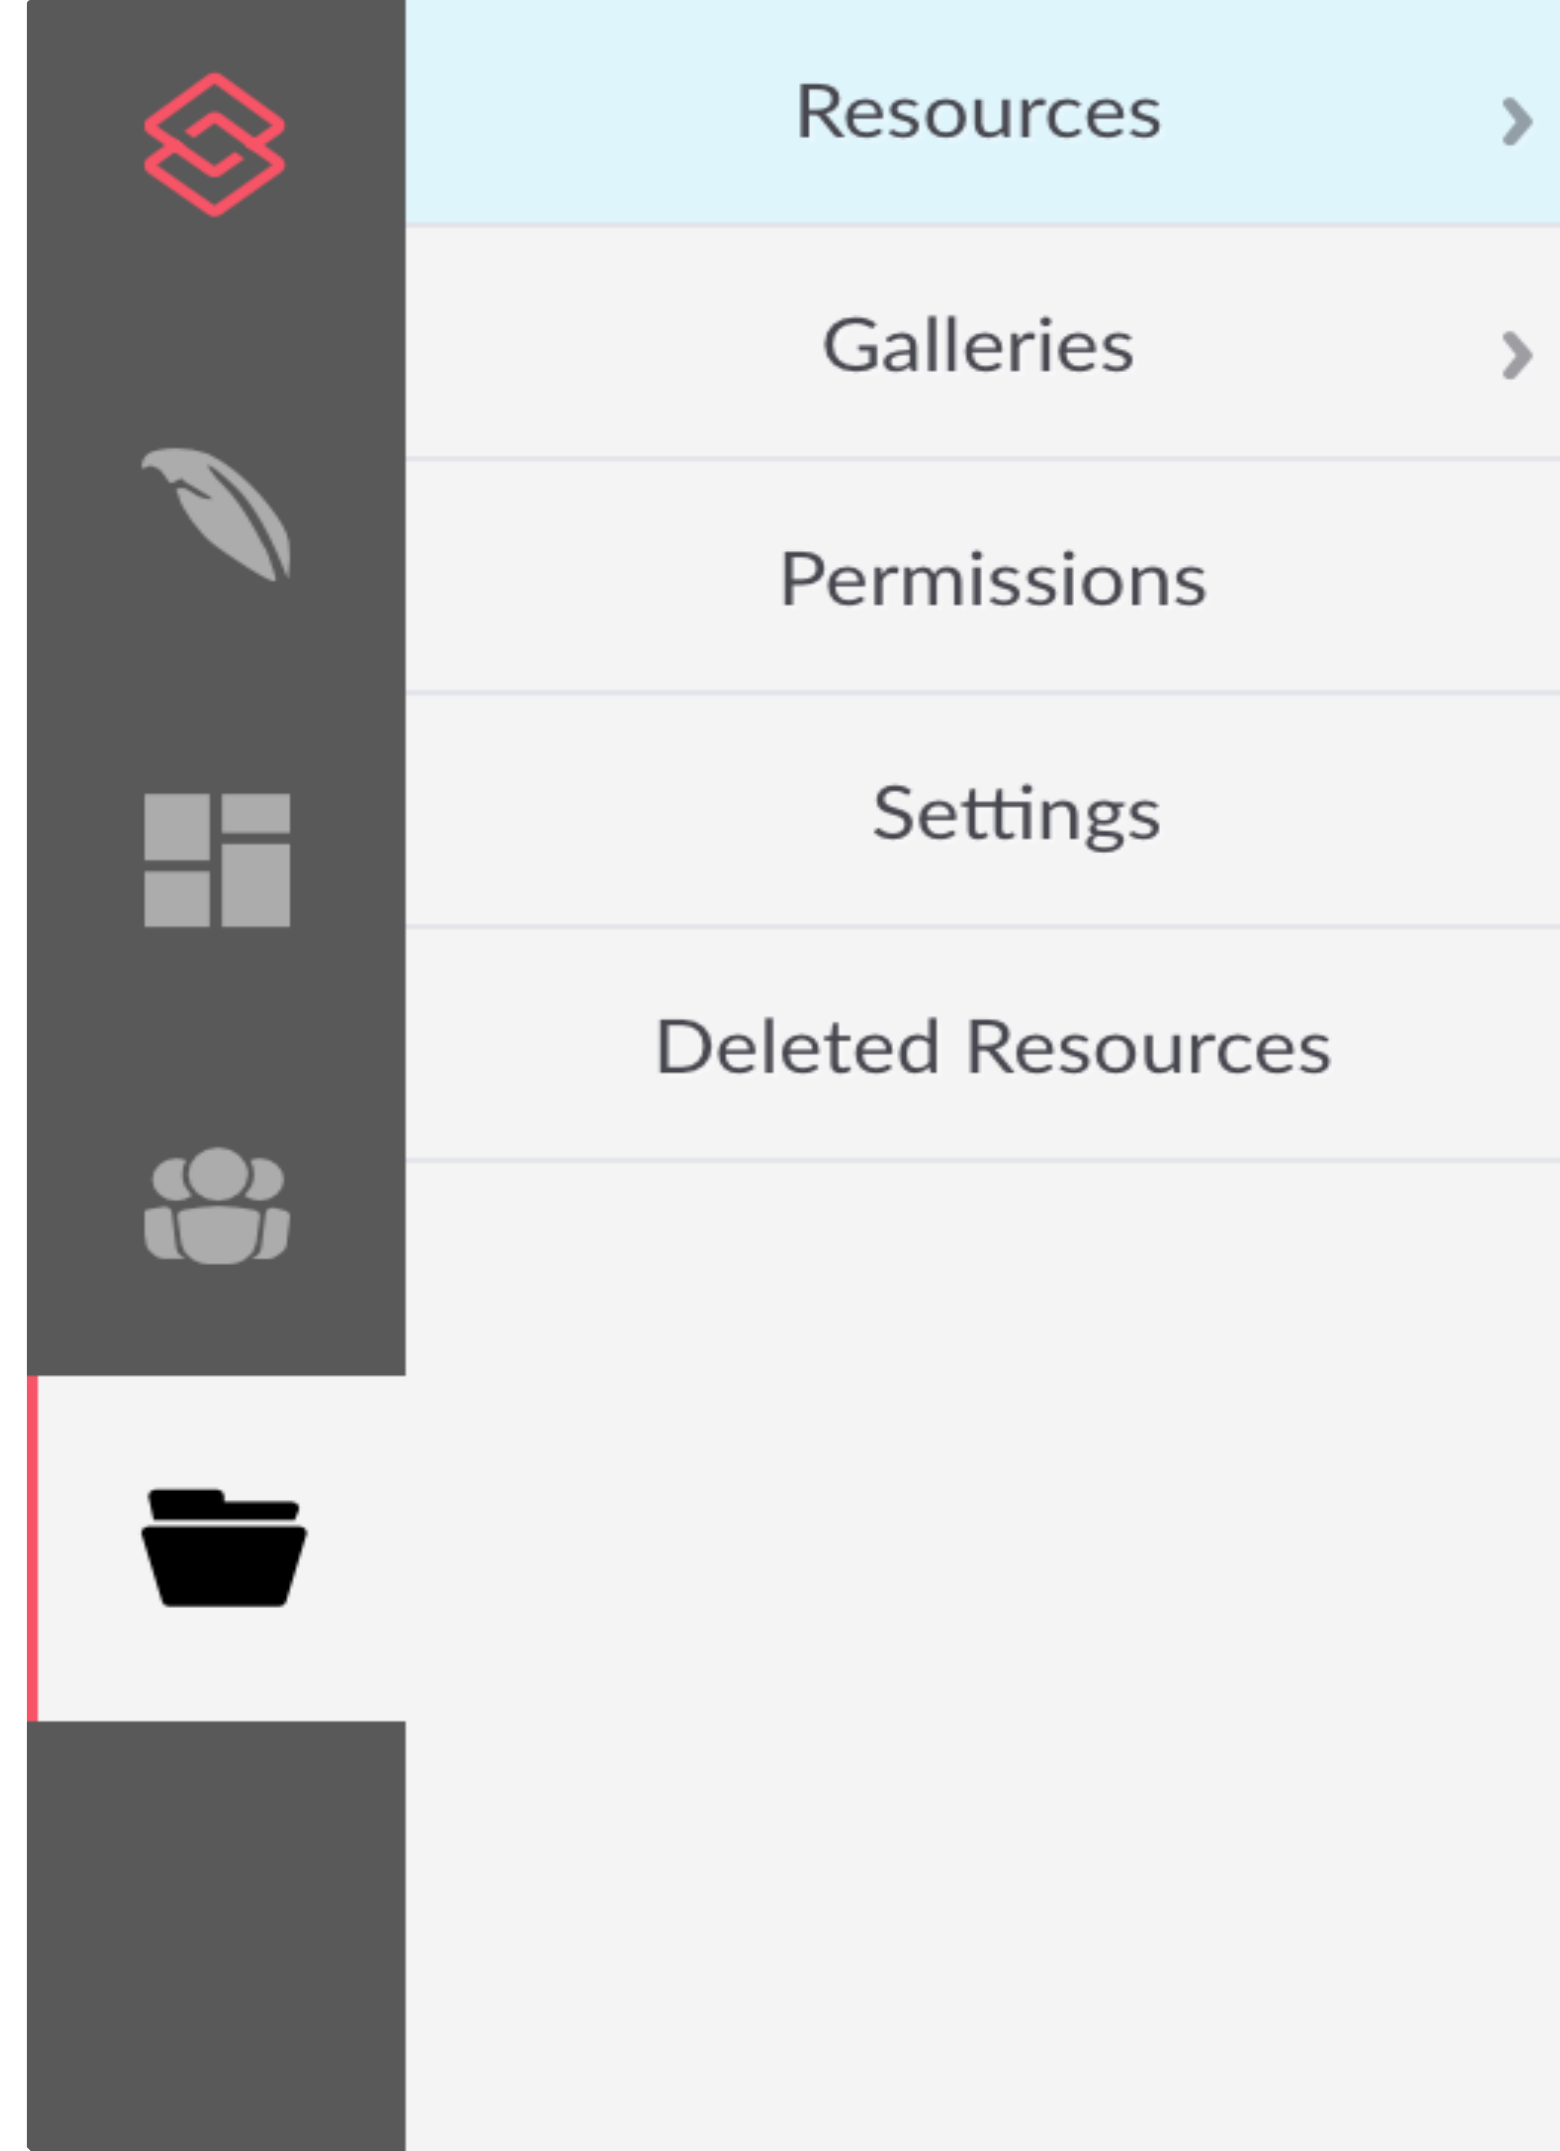 Resources
Galleries
Permissions
Settings
Deleted Resources